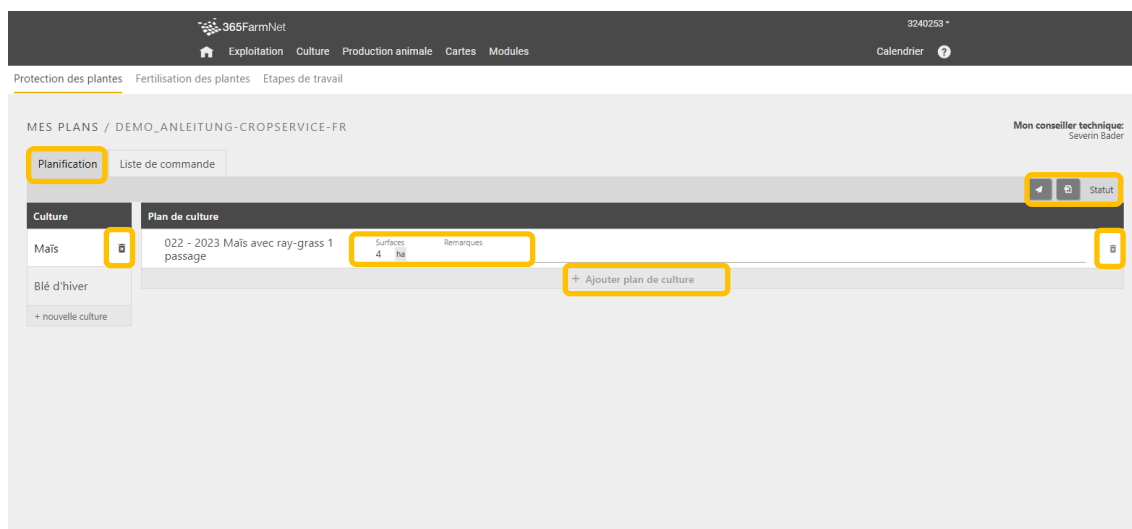 365FarmNet
3240253
Exploitation Culture Production animale Cartes Modules
Calendrier ?
Protection des plantes Fertilisation des plantes Etapes de travail
MES PLANS / DEMO_ANLEITUNG-CROPSERVICE-FR
Mon conseiller technique:
Severin Bader
Planification Liste de commande
Statut
Culture Plan de culture
Maïs
022 - 2023 Maïs avec ray-grass 1
passage
Surfaces Remarques
4 ha
+ Ajouter plan de culture
Blé d'hiver
+ nouvelle culture